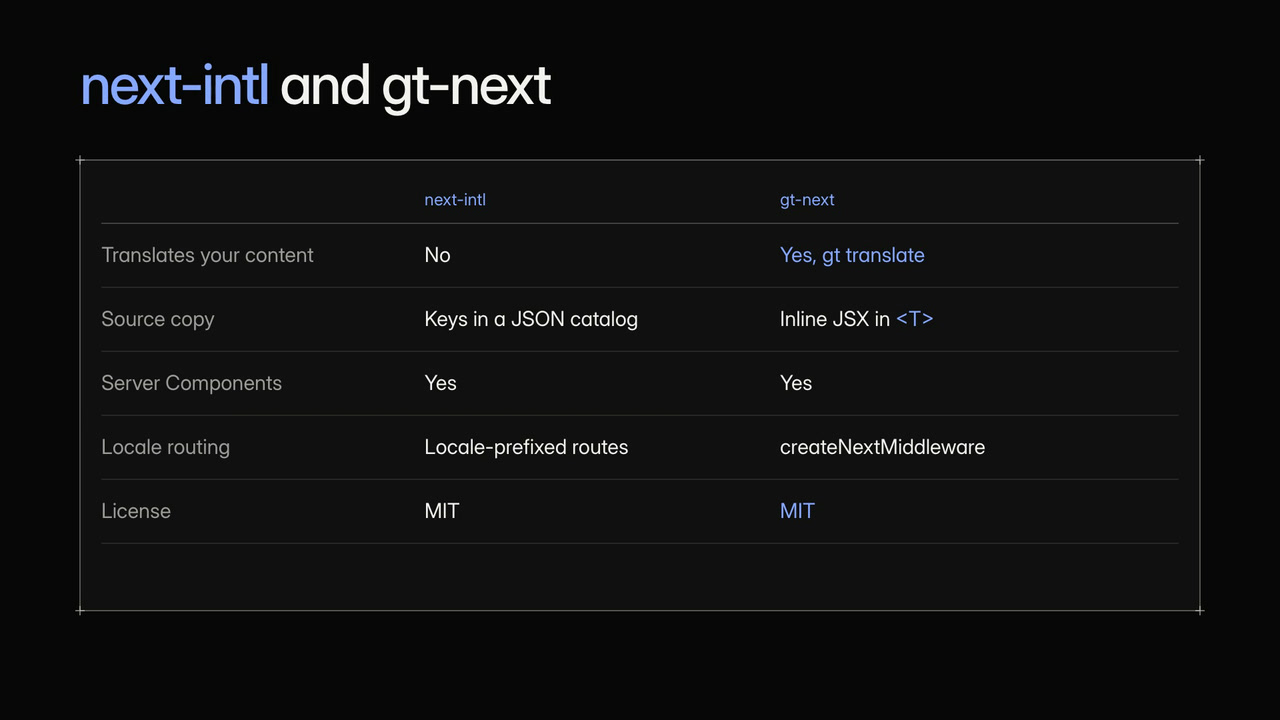 next-intl and gt-next
next-intl gt-next
Translates your content No Yes, gt translate
Source copy Keys in a JSON catalog Inline JSX in <T>
Server Components Yes Yes
Locale routing Locale-prefixed routes createNextMiddleware
License MIT MIT